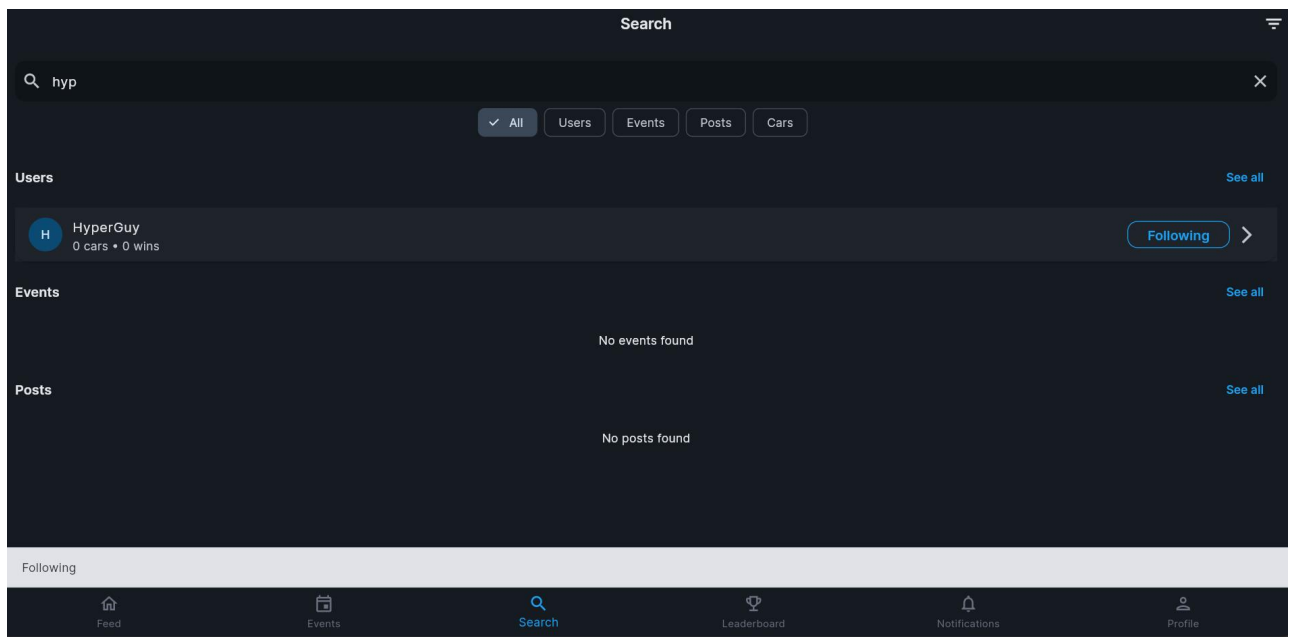 Search
hyp
All Users Events Posts Cars
Users See all
HyperGuy
0 cars • 0 wins
H
Following
Events See all
No events found
Posts See all
No posts found
Following
Feed Events Search Leaderboard Notifications Profile